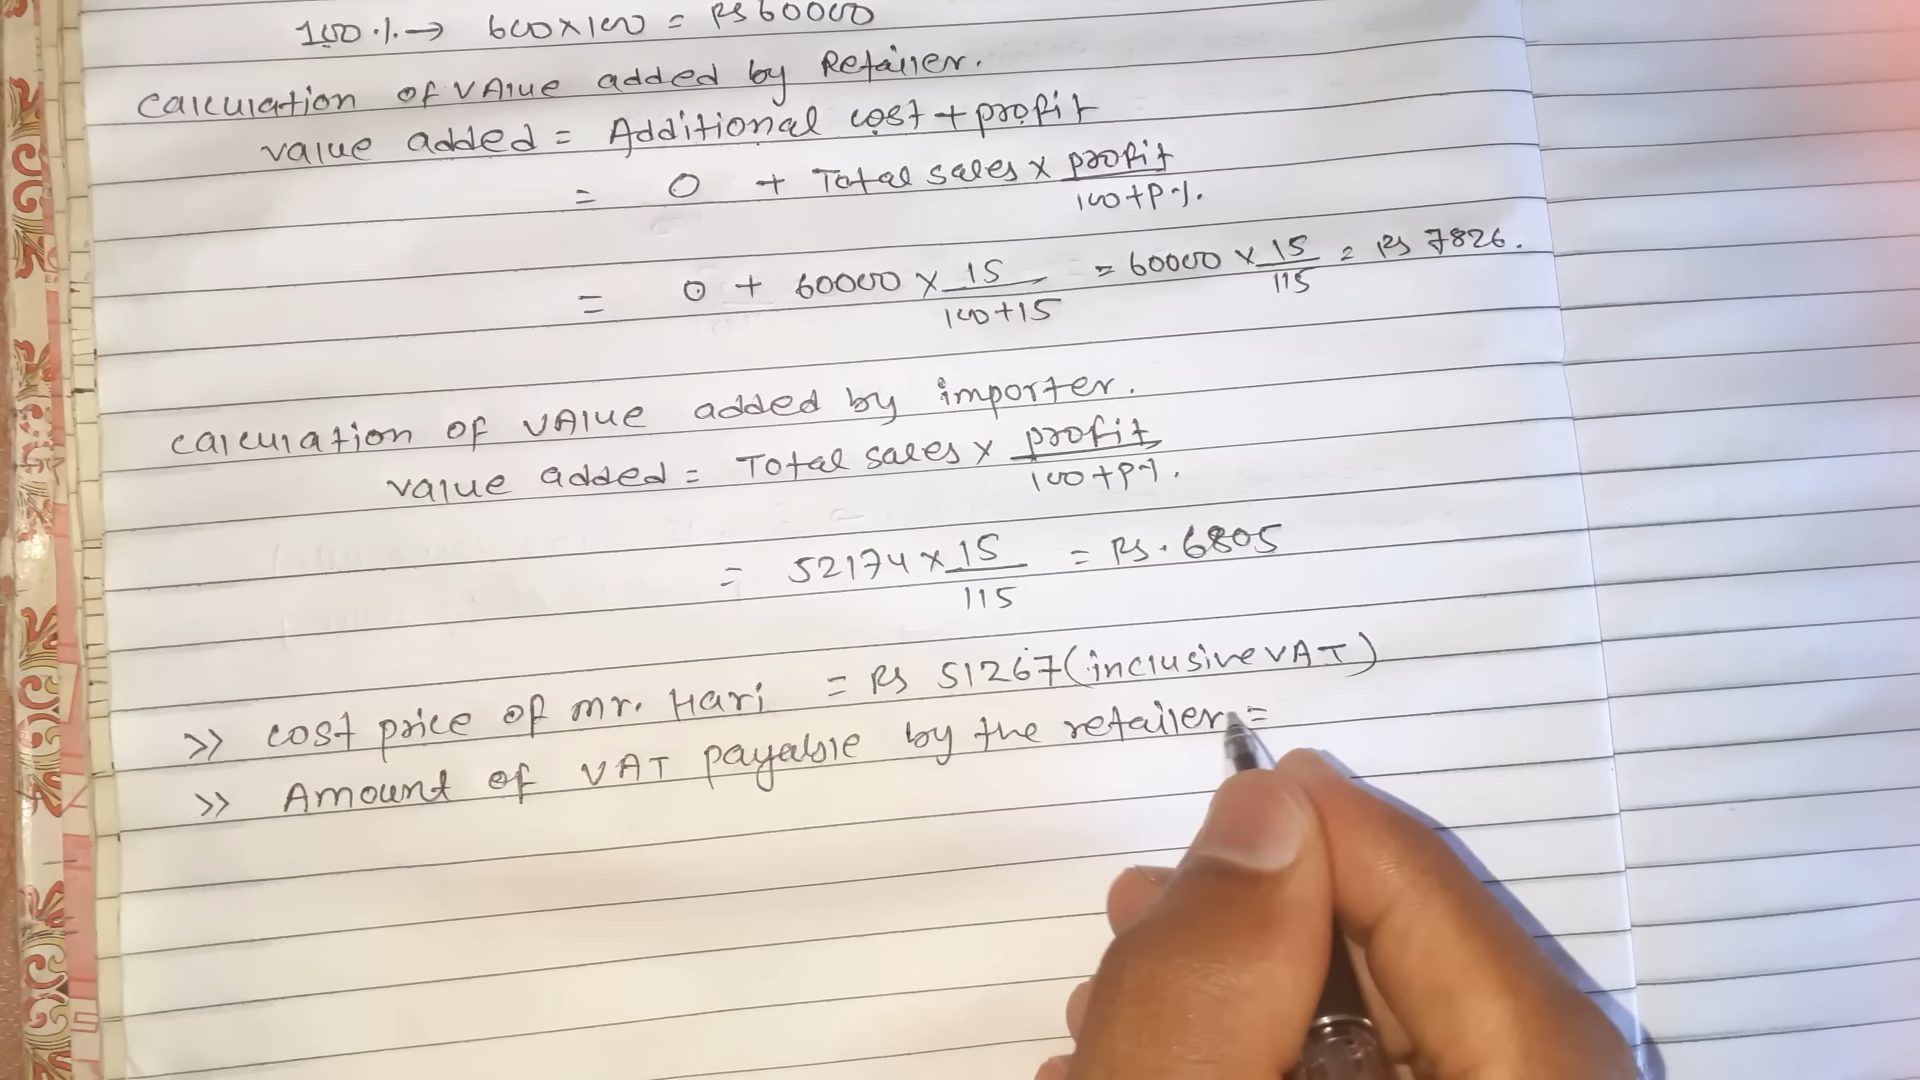 100 % → 600 x 100 = Rs 60000
calculation of value added by Retailer.
value added = Additional cost + profit
= 0 + Total sales x profit / 100+P%.
= 0 + 60000 x 15 / 100+15 = 60000 x 15 / 115 = Rs 7826.
calculation of value added by importer.
value added = Total sales x profit / 100+P%.
= 52174 x 15 / 115 = Rs. 6805
>> cost price of mr. Hari = Rs 51267 (inclusive VAT)
>> Amount of VAT payable by the retailer =